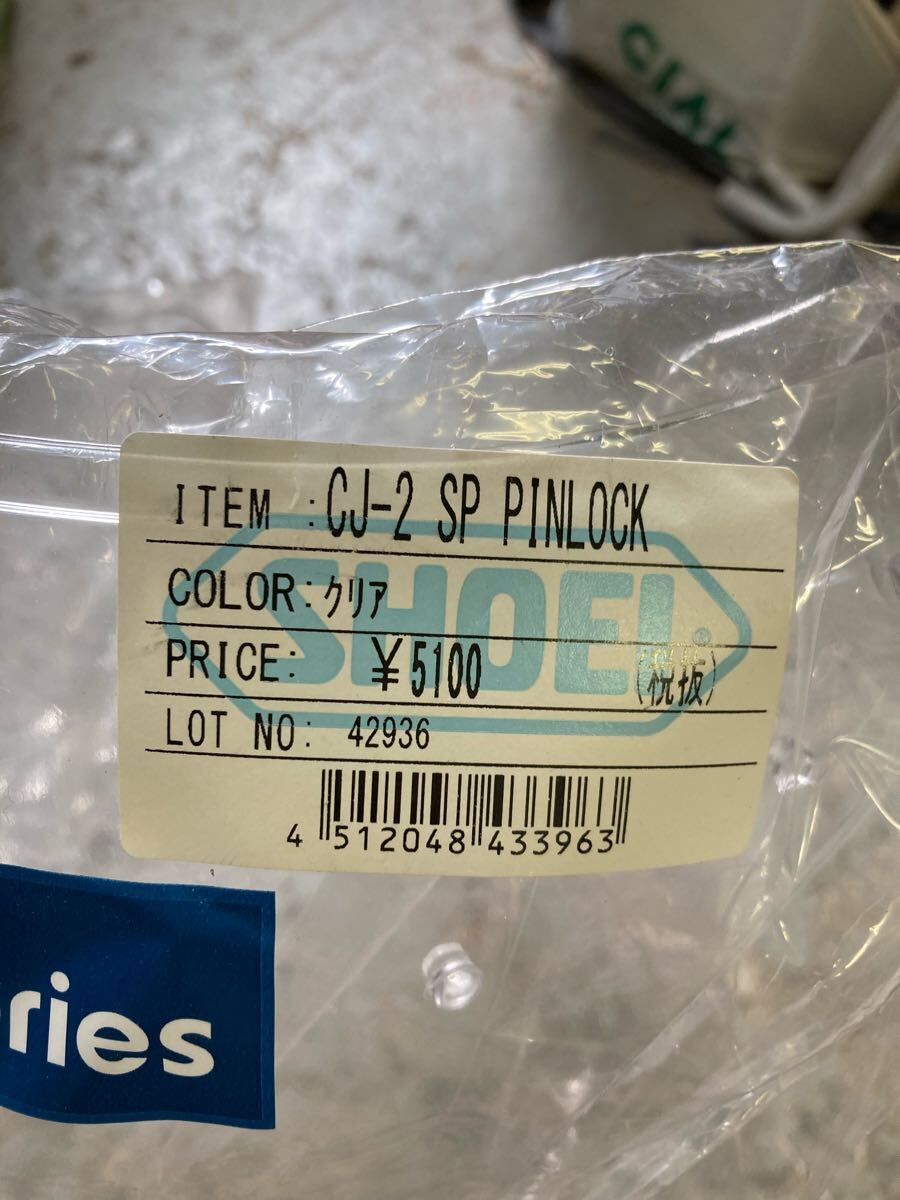 CIAL
ITEM :CJ-2 SP PINLOCK
COLOR:クリア
SHOEI®
PRICE: ¥5100 (税抜)
LOT NO: 42936
4 512048 433963
ries